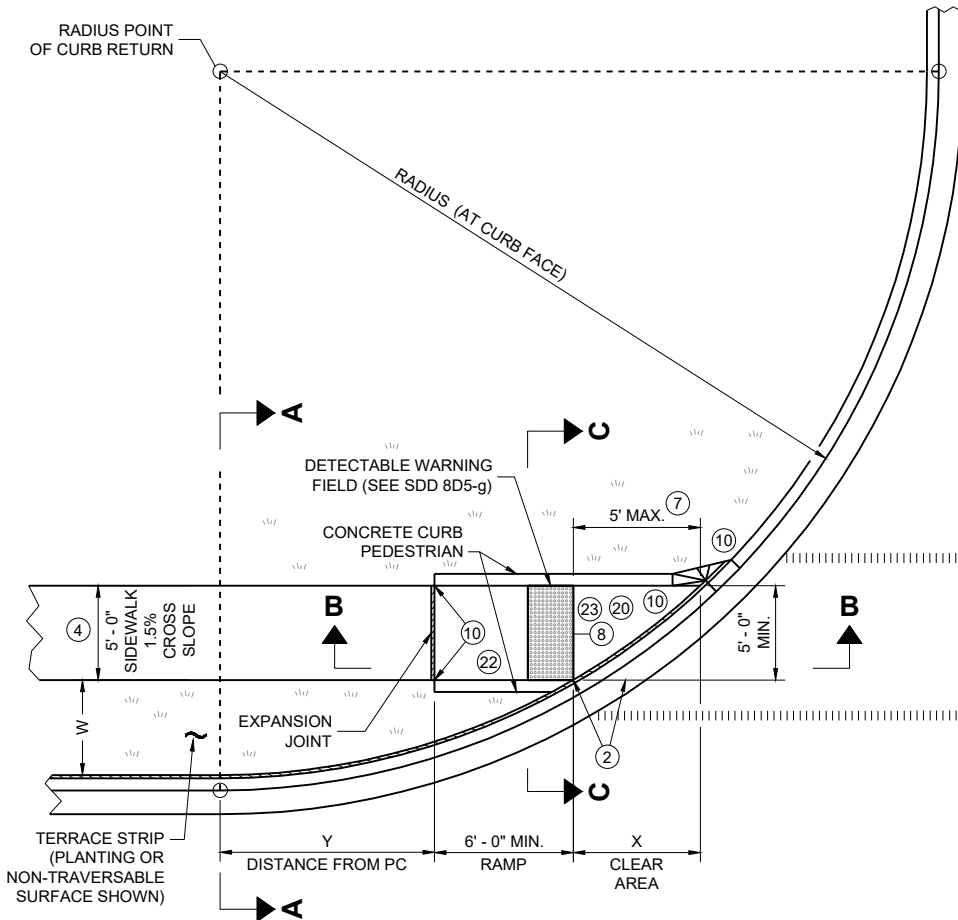 RADIUS POINT
OF CURB RETURN
RADIUS (AT CURB FACE)
A
C
DETECTABLE WARNING
FIELD (SEE SDD 8D5-g)
7
5' MAX.
CONCRETE CURB
PEDESTRIAN
10
B
B
4
5' - 0"
SIDEWALK
1.5%
CROSS
SLOPE
23
20
10
8
10
22
5' - 0"
MIN.
W
EXPANSION
JOINT
2
C
TERRACE STRIP
(PLANTING OR
NON-TRAVERSABLE
SURFACE SHOWN)
Y
DISTANCE FROM PC
6' - 0" MIN.
RAMP
X
CLEAR
AREA
A